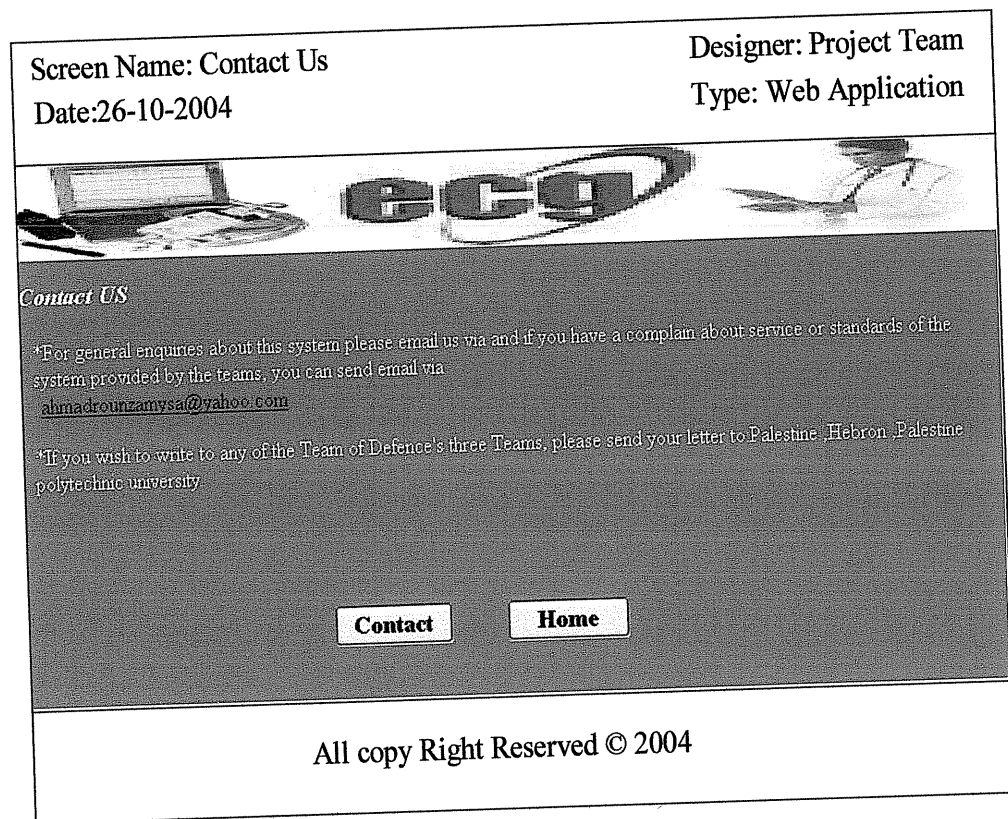 Screen Name: Contact Us
Designer: Project Team
Date:26-10-2004
Type: Web Application
ecg
Contact US
*For general enquiries about this system please email us via and if you have a complain about service or standards of the
system provided by the teams, you can send email via
ahmadrounzamysa@yahoo.com
*If you wish to write to any of the Team of Defence's three Teams, please send your letter to Palestine ,Hebron ,Palestine
polytechnic university
Contact
Home
All copy Right Reserved © 2004